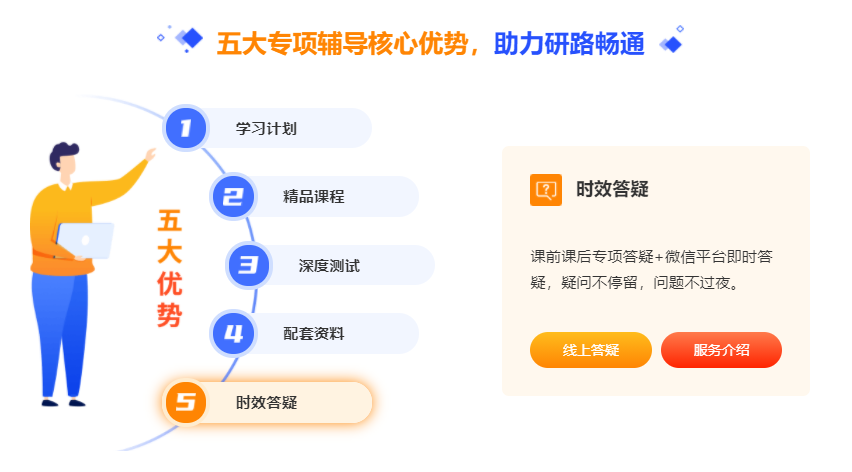 五大专项辅导核心优势，助力研路畅通
五大优势
1 学习计划
2 精品课程
3 深度测试
4 配套资料
5 时效答疑
时效答疑
课前课后专项答疑+微信平台即时答
疑，疑问不停留，问题不过夜。
线上答疑 服务介绍